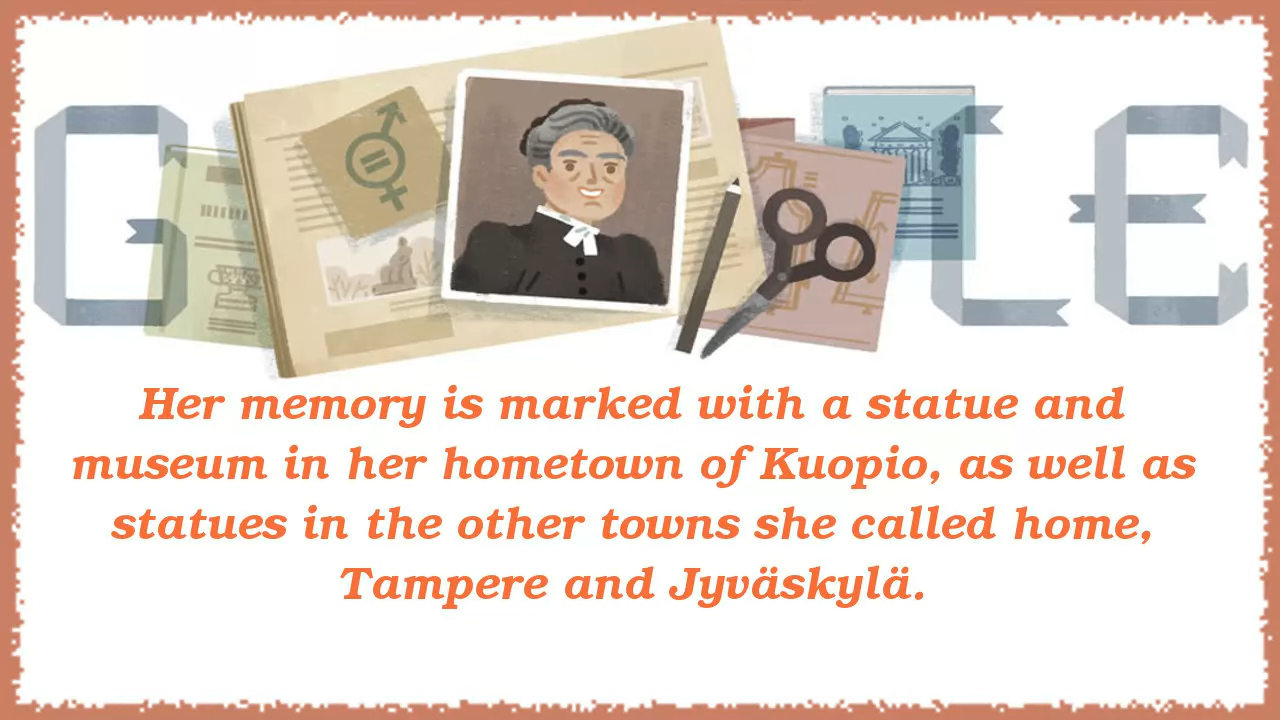 GOOGLE
Her memory is marked with a statue and
museum in her hometown of Kuopio, as well as
statues in the other towns she called home,
Tampere and Jyväskylä.